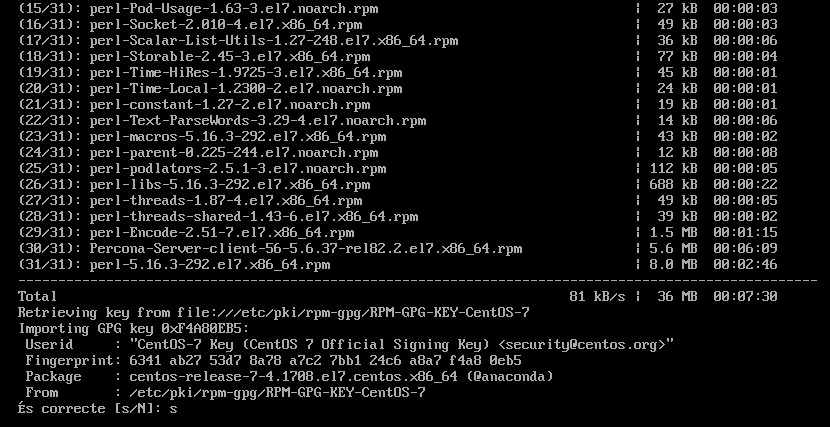 (15/31): perl-Pod-Usage-1.63-3.el7.noarch.rpm | 27 kB 00:00:03
(16/31): perl-Socket-2.010-4.el7.x86_64.rpm | 49 kB 00:00:03
(17/31): perl-Scalar-List-Utils-1.27-248.el7.x86_64.rpm | 36 kB 00:00:06
(18/31): perl-Storable-2.45-3.el7.x86_64.rpm | 77 kB 00:00:04
(19/31): perl-Time-HiRes-1.9725-3.el7.x86_64.rpm | 45 kB 00:00:01
(20/31): perl-Time-Local-1.2300-2.el7.noarch.rpm | 24 kB 00:00:01
(21/31): perl-constant-1.27-2.el7.noarch.rpm | 19 kB 00:00:01
(22/31): perl-Text-ParseWords-3.29-4.el7.noarch.rpm | 14 kB 00:00:06
(23/31): perl-macros-5.16.3-292.el7.x86_64.rpm | 43 kB 00:00:02
(24/31): perl-parent-0.225-244.el7.noarch.rpm | 12 kB 00:00:08
(25/31): perl-podlators-2.5.1-3.el7.noarch.rpm | 112 kB 00:00:05
(26/31): perl-libs-5.16.3-292.el7.x86_64.rpm | 688 kB 00:00:22
(27/31): perl-threads-1.87-4.el7.x86_64.rpm | 49 kB 00:00:05
(28/31): perl-threads-shared-1.43-6.el7.x86_64.rpm | 39 kB 00:00:02
(29/31): perl-Encode-2.51-7.el7.x86_64.rpm | 1.5 MB 00:01:15
(30/31): Percona-Server-client-56-5.6.37-rel82.2.el7.x86_64.rpm | 5.6 MB 00:06:09
(31/31): perl-5.16.3-292.el7.x86_64.rpm | 8.0 MB 00:02:46
--------------------------------------------------------------------------------
Total 81 kB/s | 36 MB 00:07:30
Retrieving key from file:///etc/pki/rpm-gpg/RPM-GPG-KEY-CentOS-7
Importing GPG key 0xF4A80EB5:
Userid : "CentOS-7 Key (CentOS 7 Official Signing Key) <security@centos.org>"
Fingerprint: 6341 ab27 53d7 8a78 a7c2 7bb1 24c6 a8a7 f4a8 0eb5
Package : centos-release-7-4.1708.el7.centos.x86_64 (@anaconda)
From : /etc/pki/rpm-gpg/RPM-GPG-KEY-CentOS-7
És correcte [s/N]: s